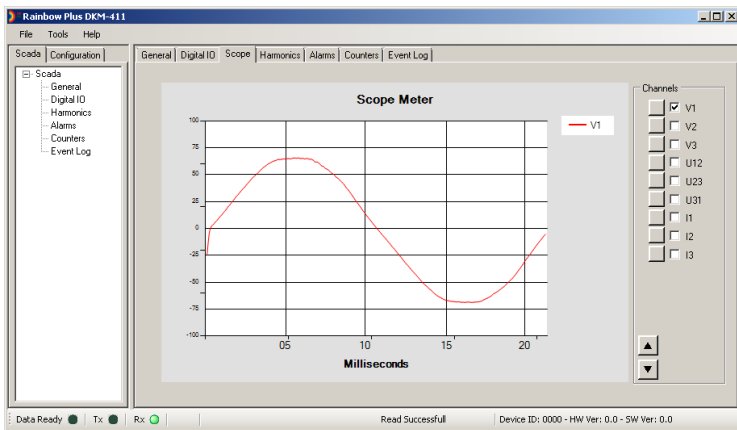 Rainbow Plus DKM-411
File Tools Help
Scada Configuration
General Digital IO Scope Harmonics Alarms Counters Event Log
Scada
General
Digital IO
Harmonics
Alarms
Counters
Event Log
Scope Meter
V1
100
75
50
25
0
-25
-50
-75
-100
05 10 15 20
Milliseconds
Channels
V1
V2
V3
U12
U23
U31
I1
I2
I3
Data Ready Tx Rx Read Successfull Device ID: 0000 - HW Ver: 0.0 - SW Ver: 0.0